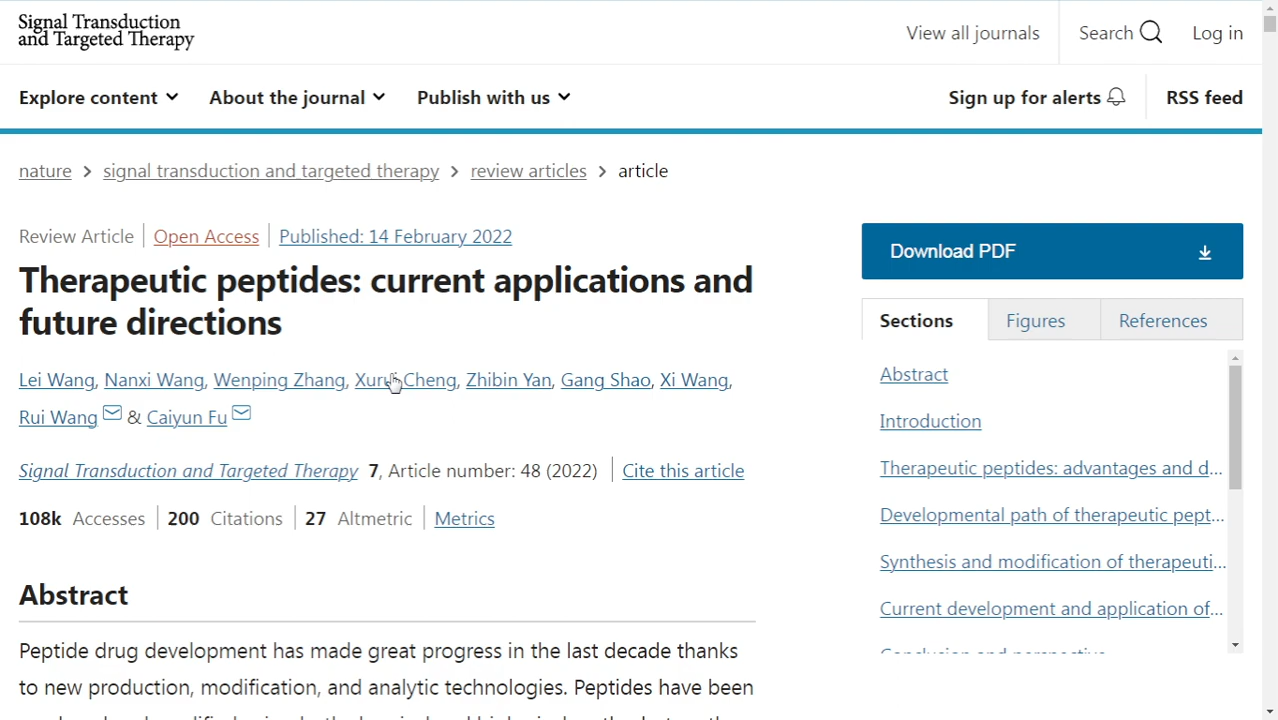 Signal Transduction
and Targeted Therapy
View all journals
Search
Log in
Explore content
About the journal
Publish with us
Sign up for alerts
RSS feed
nature > signal transduction and targeted therapy > review articles > article
Review Article | Open Access | Published: 14 February 2022
Therapeutic peptides: current applications and
future directions
Lei Wang, Nanxi Wang, Wenping Zhang, Xurui Cheng, Zhibin Yan, Gang Shao, Xi Wang,
Rui Wang & Caiyun Fu
Signal Transduction and Targeted Therapy 7, Article number: 48 (2022) | Cite this article
108k Accesses | 200 Citations | 27 Altmetric | Metrics
Abstract
Peptide drug development has made great progress in the last decade thanks
to new production, modification, and analytic technologies. Peptides have been
Download PDF
Sections
Figures
References
Abstract
Introduction
Therapeutic peptides: advantages and d...
Developmental path of therapeutic pept...
Synthesis and modification of therapeuti...
Current development and application of...
Conclusion and perspective